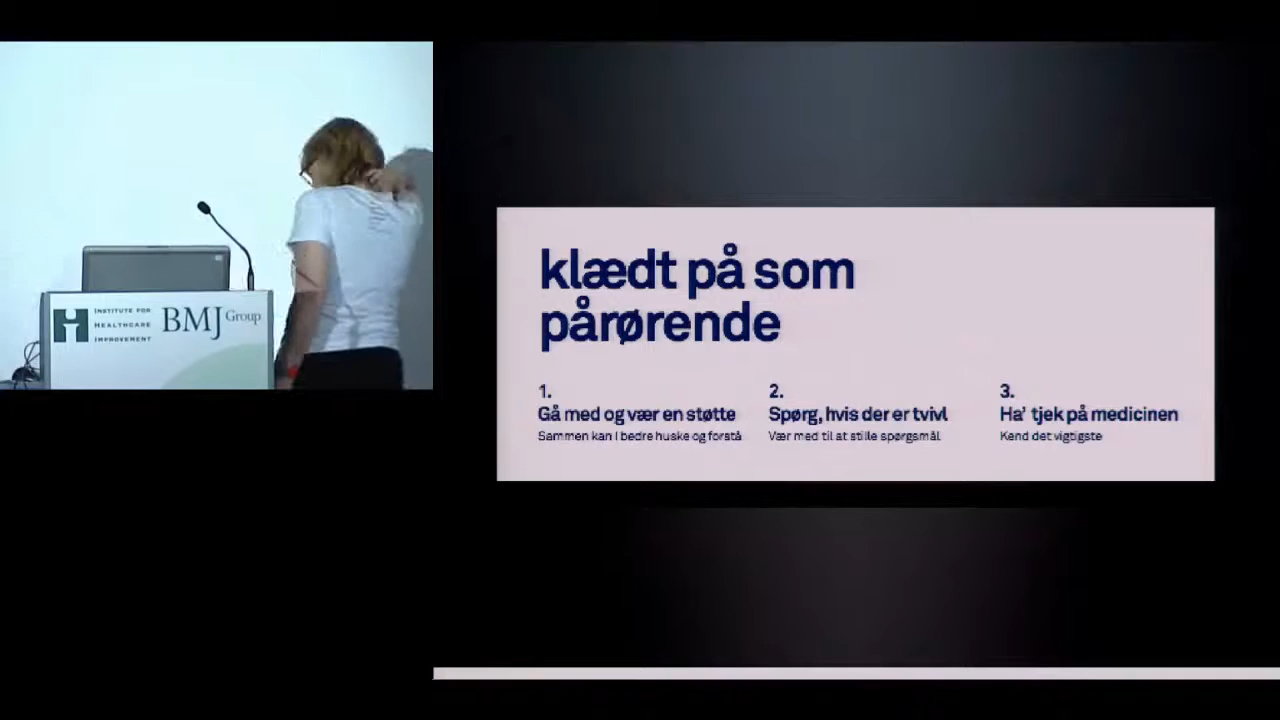 INSTITUTE FOR
HEALTHCARE
IMPROVEMENT
BMJ Group
klædt på som
pårørende
1.
Gå med og vær en støtte
Sammen kan I bedre huske og forstå
2.
Spørg, hvis der er tvivl
Vær med til at stille spørgsmål
3.
Ha' tjek på medicinen
Kend det vigtigste